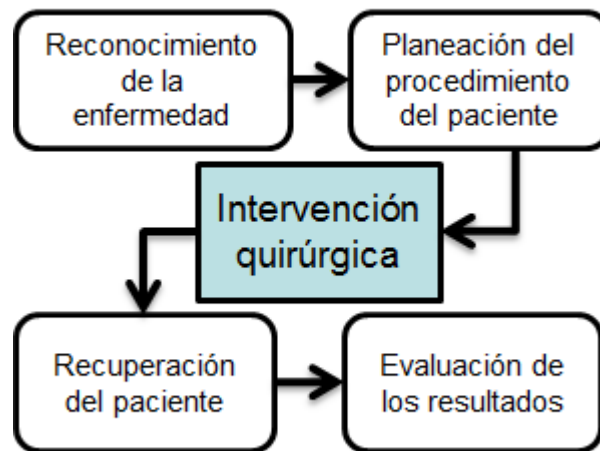 Reconocimiento
de la
enfermedad
Planeación del
procedimiento
del paciente
Intervención
quirúrgica
Recuperación
del paciente
Evaluación de
los resultados